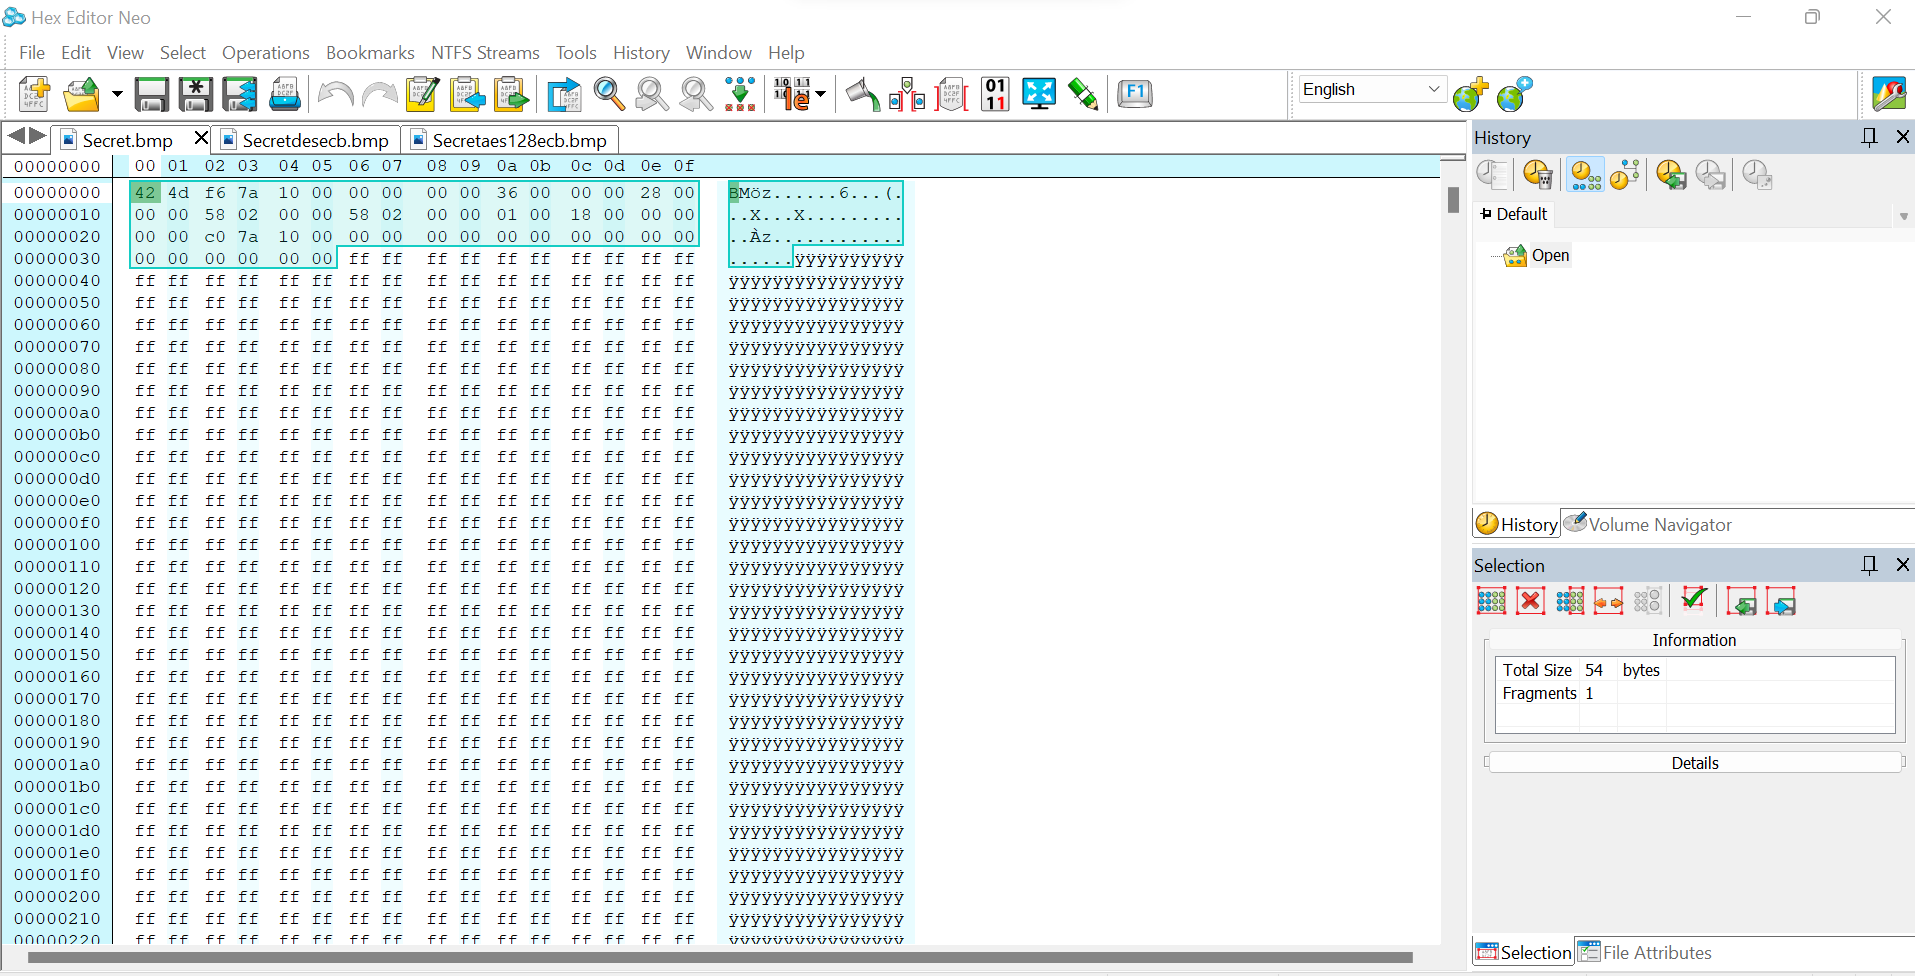 Hex Editor Neo
File Edit View Select Operations Bookmarks NTFS Streams Tools History Window Help
English
Secret.bmp Secretdesecb.bmp Secretaes128ecb.bmp
00000000 00 01 02 03 04 05 06 07 08 09 0a 0b 0c 0d 0e 0f
00000000 42 4d f6 7a 10 00 00 00 00 00 36 00 00 00 28 00 BMöz......6...(.
00000010 00 00 58 02 00 00 58 02 00 00 01 00 18 00 00 00 ..X...X.........
00000020 00 00 c0 7a 10 00 00 00 00 00 00 00 00 00 00 00 ..Àz............
00000030 00 00 00 00 00 00 ff ff ff ff ff ff ff ff ff ff ......ÿÿÿÿÿÿÿÿÿÿ
00000040 ff ff ff ff ff ff ff ff ff ff ff ff ff ff ff ff ÿÿÿÿÿÿÿÿÿÿÿÿÿÿÿÿ
00000050 ff ff ff ff ff ff ff ff ff ff ff ff ff ff ff ff ÿÿÿÿÿÿÿÿÿÿÿÿÿÿÿÿ
00000060 ff ff ff ff ff ff ff ff ff ff ff ff ff ff ff ff ÿÿÿÿÿÿÿÿÿÿÿÿÿÿÿÿ
00000070 ff ff ff ff ff ff ff ff ff ff ff ff ff ff ff ff ÿÿÿÿÿÿÿÿÿÿÿÿÿÿÿÿ
00000080 ff ff ff ff ff ff ff ff ff ff ff ff ff ff ff ff ÿÿÿÿÿÿÿÿÿÿÿÿÿÿÿÿ
00000090 ff ff ff ff ff ff ff ff ff ff ff ff ff ff ff ff ÿÿÿÿÿÿÿÿÿÿÿÿÿÿÿÿ
000000a0 ff ff ff ff ff ff ff ff ff ff ff ff ff ff ff ff ÿÿÿÿÿÿÿÿÿÿÿÿÿÿÿÿ
000000b0 ff ff ff ff ff ff ff ff ff ff ff ff ff ff ff ff ÿÿÿÿÿÿÿÿÿÿÿÿÿÿÿÿ
000000c0 ff ff ff ff ff ff ff ff ff ff ff ff ff ff ff ff ÿÿÿÿÿÿÿÿÿÿÿÿÿÿÿÿ
000000d0 ff ff ff ff ff ff ff ff ff ff ff ff ff ff ff ff ÿÿÿÿÿÿÿÿÿÿÿÿÿÿÿÿ
000000e0 ff ff ff ff ff ff ff ff ff ff ff ff ff ff ff ff ÿÿÿÿÿÿÿÿÿÿÿÿÿÿÿÿ
000000f0 ff ff ff ff ff ff ff ff ff ff ff ff ff ff ff ff ÿÿÿÿÿÿÿÿÿÿÿÿÿÿÿÿ
00000100 ff ff ff ff ff ff ff ff ff ff ff ff ff ff ff ff ÿÿÿÿÿÿÿÿÿÿÿÿÿÿÿÿ
00000110 ff ff ff ff ff ff ff ff ff ff ff ff ff ff ff ff ÿÿÿÿÿÿÿÿÿÿÿÿÿÿÿÿ
00000120 ff ff ff ff ff ff ff ff ff ff ff ff ff ff ff ff ÿÿÿÿÿÿÿÿÿÿÿÿÿÿÿÿ
00000130 ff ff ff ff ff ff ff ff ff ff ff ff ff ff ff ff ÿÿÿÿÿÿÿÿÿÿÿÿÿÿÿÿ
00000140 ff ff ff ff ff ff ff ff ff ff ff ff ff ff ff ff ÿÿÿÿÿÿÿÿÿÿÿÿÿÿÿÿ
00000150 ff ff ff ff ff ff ff ff ff ff ff ff ff ff ff ff ÿÿÿÿÿÿÿÿÿÿÿÿÿÿÿÿ
00000160 ff ff ff ff ff ff ff ff ff ff ff ff ff ff ff ff ÿÿÿÿÿÿÿÿÿÿÿÿÿÿÿÿ
00000170 ff ff ff ff ff ff ff ff ff ff ff ff ff ff ff ff ÿÿÿÿÿÿÿÿÿÿÿÿÿÿÿÿ
00000180 ff ff ff ff ff ff ff ff ff ff ff ff ff ff ff ff ÿÿÿÿÿÿÿÿÿÿÿÿÿÿÿÿ
00000190 ff ff ff ff ff ff ff ff ff ff ff ff ff ff ff ff ÿÿÿÿÿÿÿÿÿÿÿÿÿÿÿÿ
000001a0 ff ff ff ff ff ff ff ff ff ff ff ff ff ff ff ff ÿÿÿÿÿÿÿÿÿÿÿÿÿÿÿÿ
000001b0 ff ff ff ff ff ff ff ff ff ff ff ff ff ff ff ff ÿÿÿÿÿÿÿÿÿÿÿÿÿÿÿÿ
000001c0 ff ff ff ff ff ff ff ff ff ff ff ff ff ff ff ff ÿÿÿÿÿÿÿÿÿÿÿÿÿÿÿÿ
000001d0 ff ff ff ff ff ff ff ff ff ff ff ff ff ff ff ff ÿÿÿÿÿÿÿÿÿÿÿÿÿÿÿÿ
000001e0 ff ff ff ff ff ff ff ff ff ff ff ff ff ff ff ff ÿÿÿÿÿÿÿÿÿÿÿÿÿÿÿÿ
000001f0 ff ff ff ff ff ff ff ff ff ff ff ff ff ff ff ff ÿÿÿÿÿÿÿÿÿÿÿÿÿÿÿÿ
00000200 ff ff ff ff ff ff ff ff ff ff ff ff ff ff ff ff ÿÿÿÿÿÿÿÿÿÿÿÿÿÿÿÿ
00000210 ff ff ff ff ff ff ff ff ff ff ff ff ff ff ff ff ÿÿÿÿÿÿÿÿÿÿÿÿÿÿÿÿ
00000220 ff ff ff ff ff ff ff ff ff ff ff ff ff ff ff ff ÿÿÿÿÿÿÿÿÿÿÿÿÿÿÿÿ
History
Default
Open
History Volume Navigator
Selection
Information
Total Size 54 bytes
Fragments 1
Details
Selection File Attributes